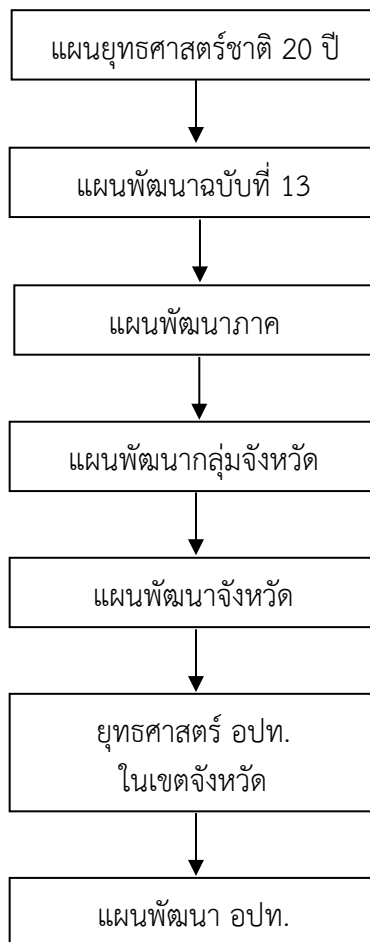 แผนยุทธศาสตร์ชาติ 20 ปี
แผนพัฒนาฉบับที่ 13
แผนพัฒนาภาค
แผนพัฒนากลุ่มจังหวัด
แผนพัฒนาจังหวัด
ยุทธศาสตร์ อปท.
ในเขตจังหวัด
แผนพัฒนา อปท.